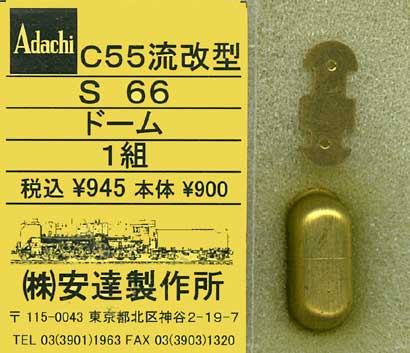 Adachi
C55流改型
S 66
ドーム
1組
税込 ¥945 本体 ¥900
㈱安達製作所
〒115-0043 東京都北区神谷2-19-7
TEL 03(3901)1963 FAX 03(3903)1320